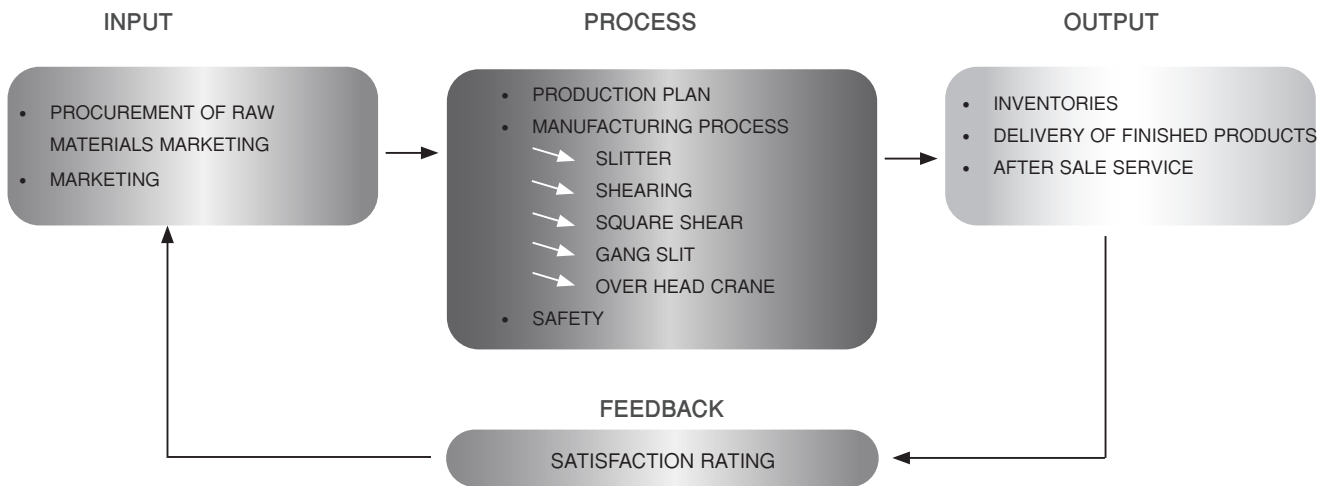 INPUT
PROCUREMENT OF RAW
MATERIALS MARKETING
MARKETING
PROCESS
PRODUCTION PLAN
MANUFACTURING PROCESS
SLITTER
SHEARING
SQUARE SHEAR
GANG SLIT
OVER HEAD CRANE
SAFETY
OUTPUT
INVENTORIES
DELIVERY OF FINISHED PRODUCTS
AFTER SALE SERVICE
FEEDBACK
SATISFACTION RATING